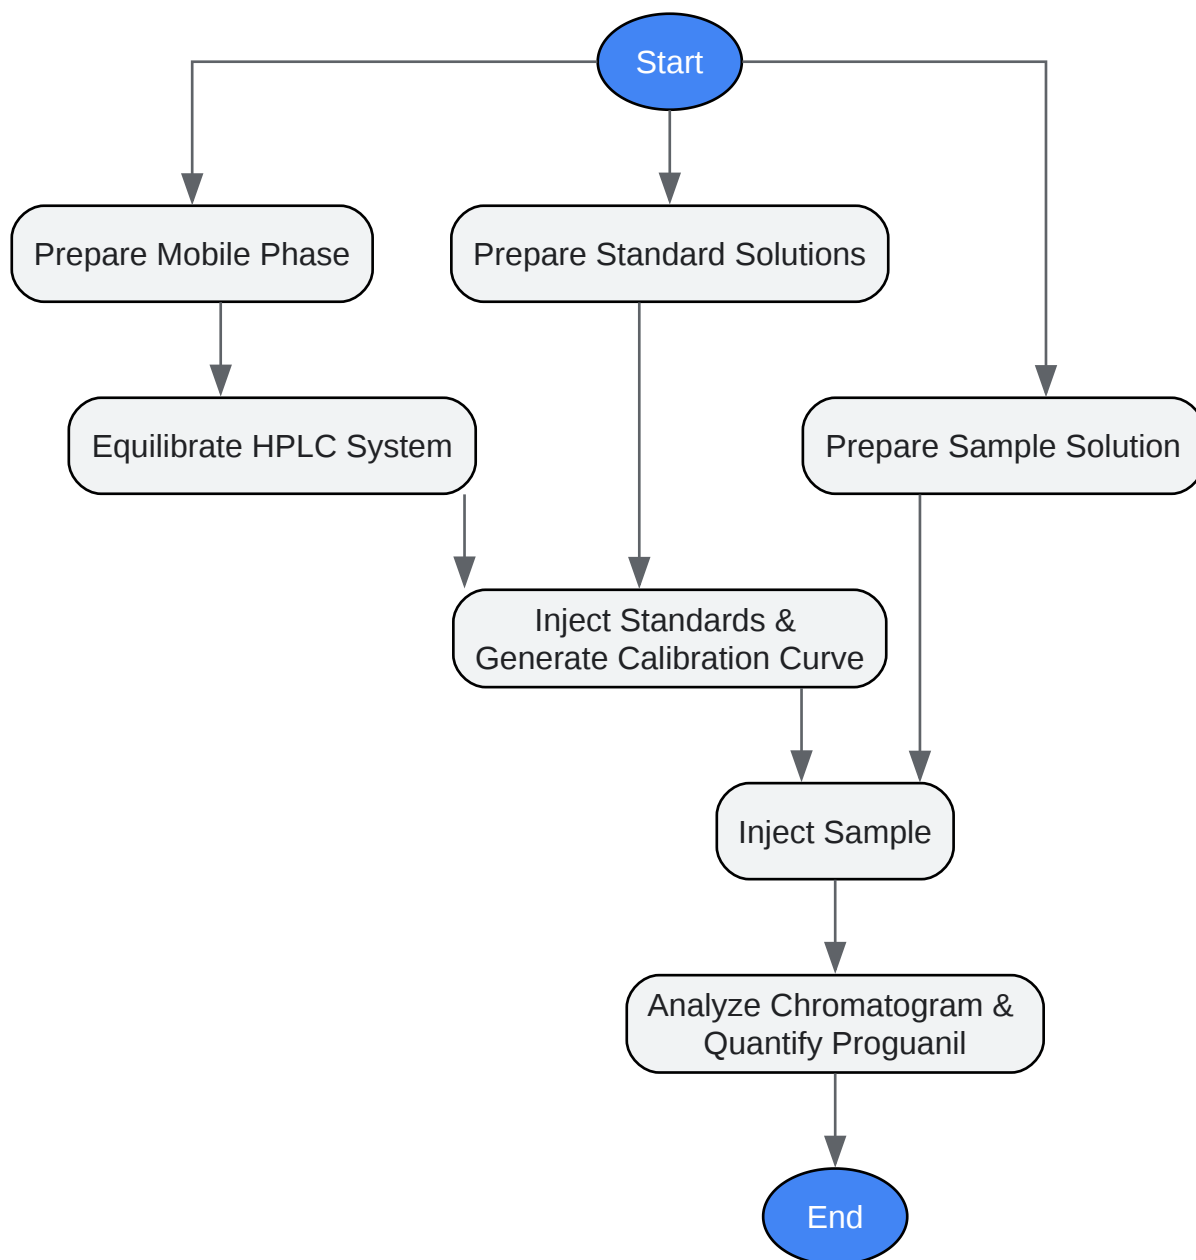 Start
Prepare Mobile Phase
Prepare Standard Solutions
Equilibrate HPLC System
Prepare Sample Solution
Inject Standards &
Generate Calibration Curve
Inject Sample
Analyze Chromatogram &
Quantify Proguanil
End